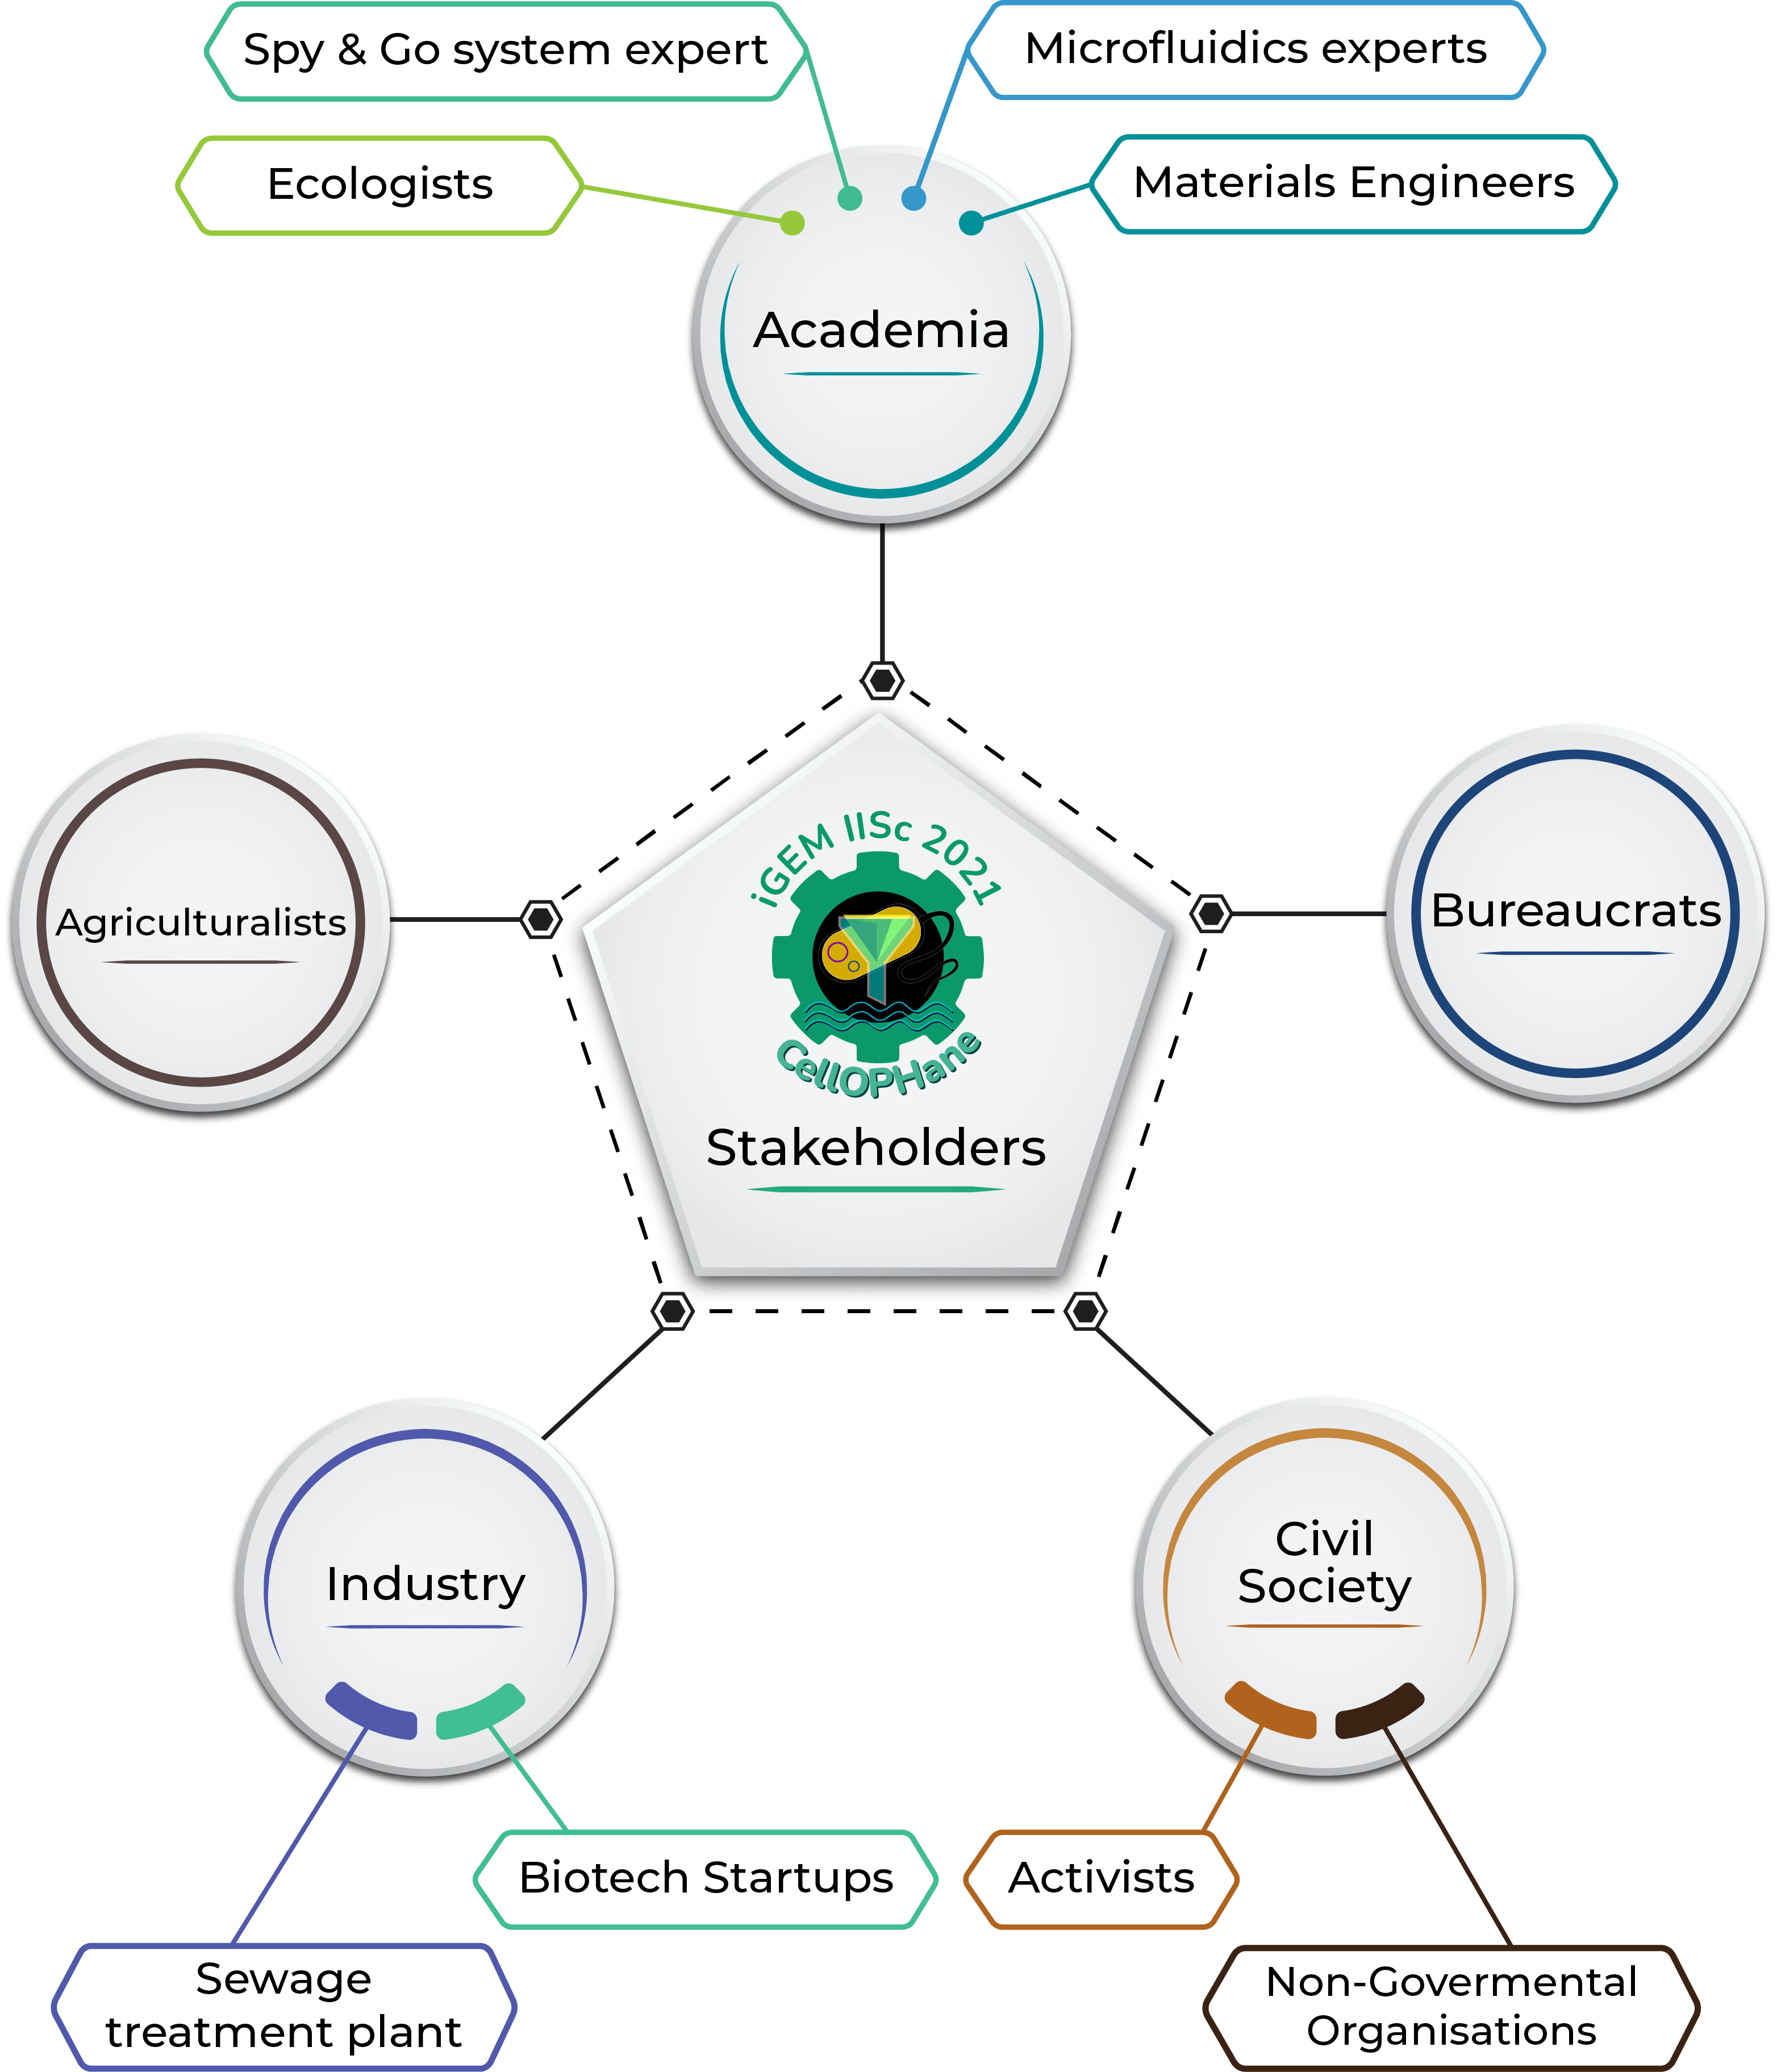 Spy & Go system expert
Microfluidics experts
Ecologists
Materials Engineers
Academia
Agriculturalists
Bureaucrats
iGEM IISc 2021
CellOPHane
Stakeholders
Industry
Civil
Society
Biotech Startups
Activists
Sewage
treatment plant
Non-Govermental
Organisations